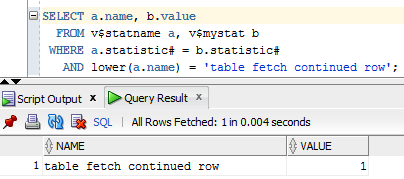 SELECT a.name, b.value
FROM v$statname a, v$mystat b
WHERE a.statistic# = b.statistic#
AND lower(a.name) = 'table fetch continued row';
Script Output x Query Result x
SQL | All Rows Fetched: 1 in 0.004 seconds
NAME VALUE
1 table fetch continued row 1